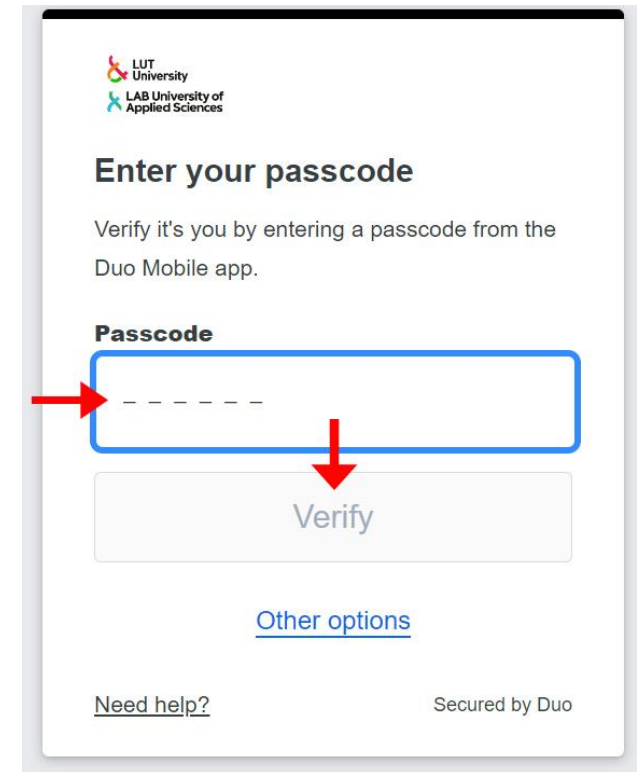 LUT
University
LAB University of
Applied Sciences
Enter your passcode
Verify it's you by entering a passcode from the
Duo Mobile app.
Passcode
_ _ _ _ _ _
Verify
Other options
Need help?
Secured by Duo